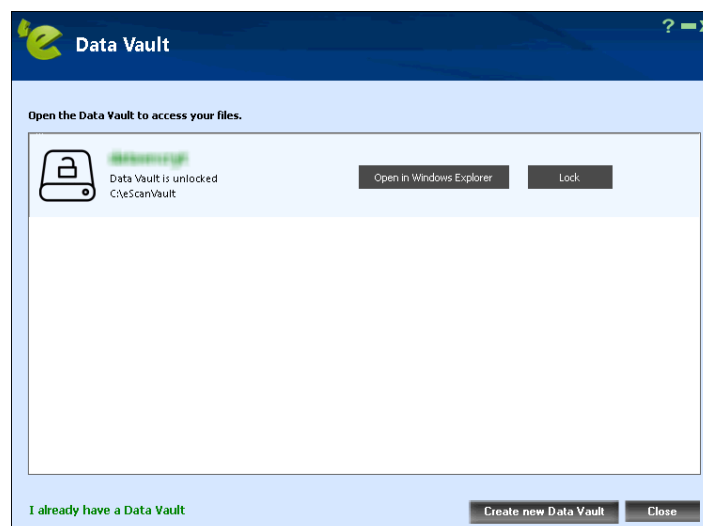 Data Vault
?
Open the Data Vault to access your files.
Data Vault is unlocked
C:\eScanVault
Open in Windows Explorer
Lock
I already have a Data Vault
Create new Data Vault
Close